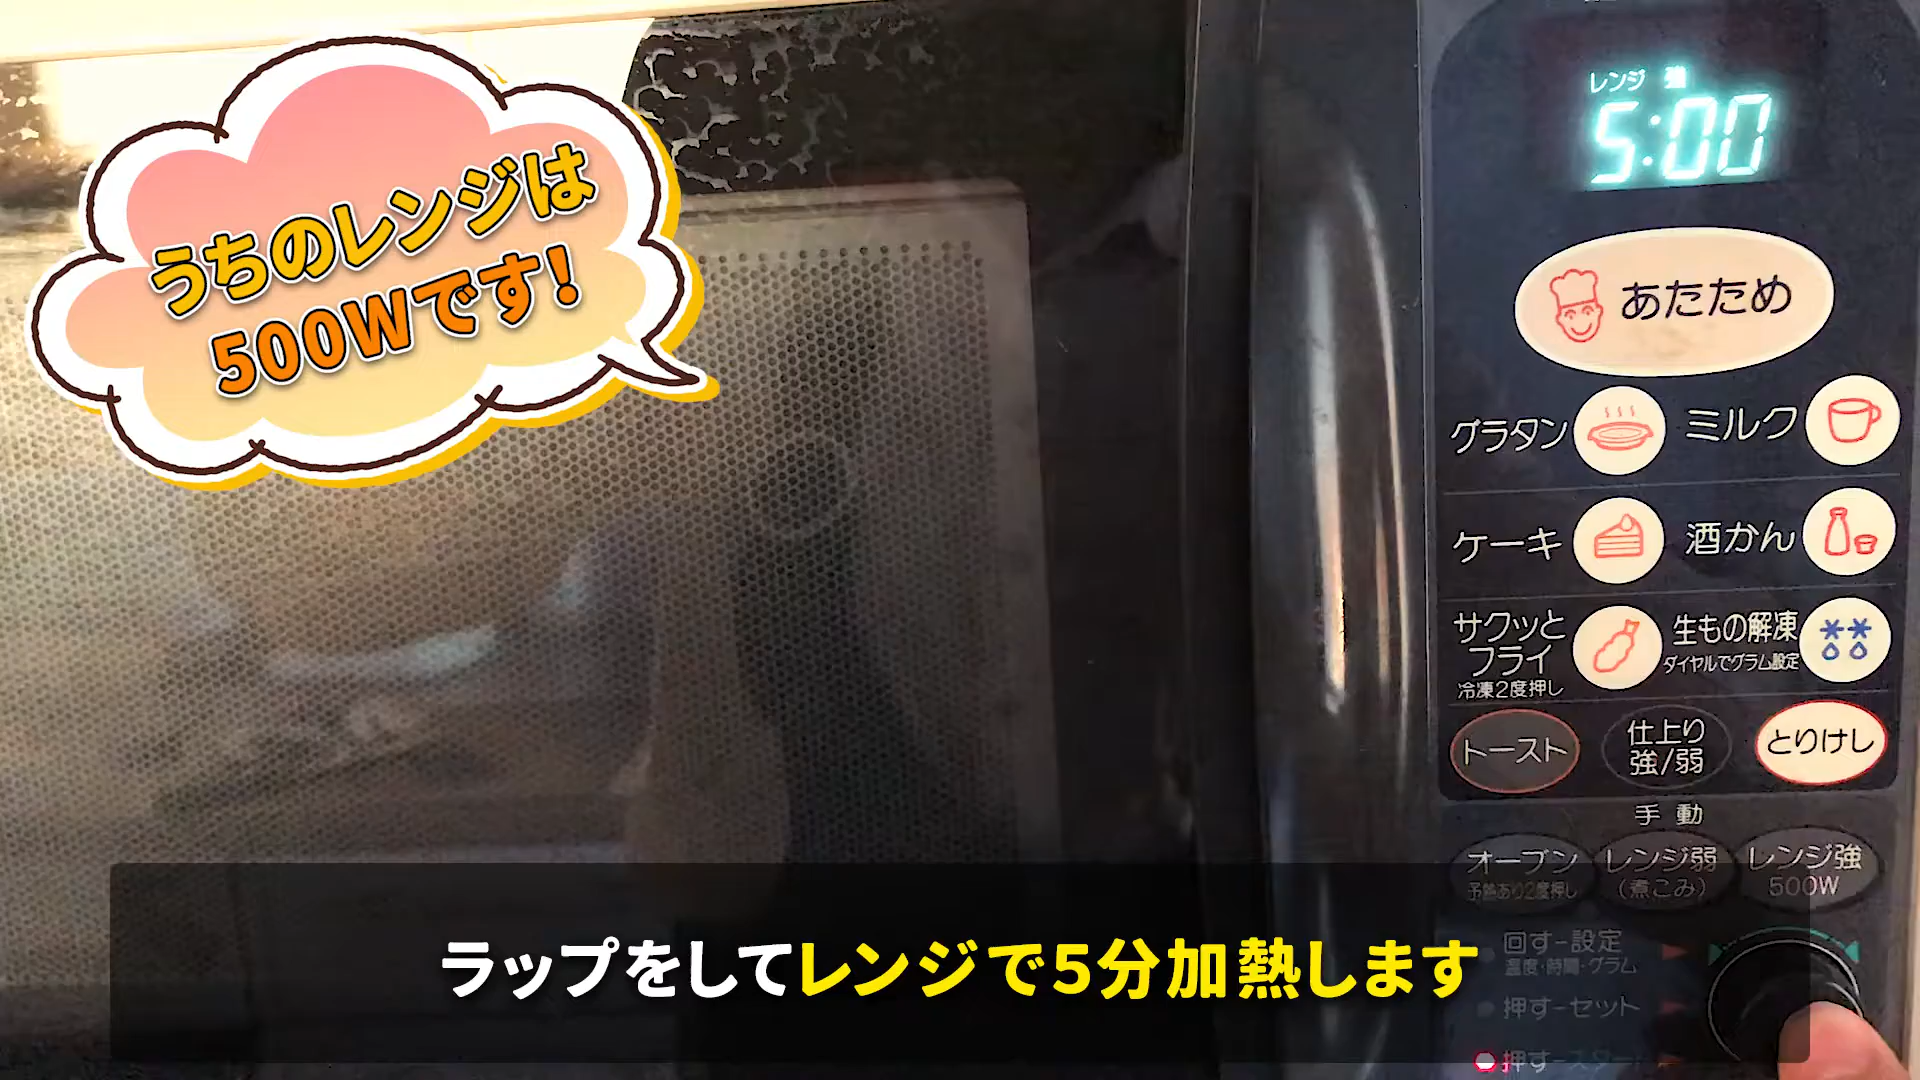 うちのレンジは
500Wです!
レンジ 強
5:00
あたため
グラタン
ミルク
ケーキ
酒かん
サクッと
フライ
冷凍2度押し
生もの解凍
ダイヤルでグラム設定
トースト
仕上り
強/弱
とりけし
手動
オーブン
予熱あり2度押し
レンジ弱
(煮こみ)
レンジ強
500W
回す-設定
温度・時間・グラム
押す-セット
押す-スタート
ラップをしてレンジで5分加熱します